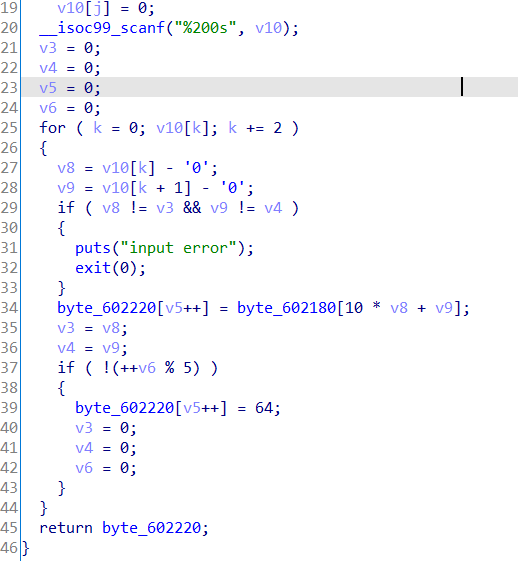 19 v10[j] = 0;
20 __isoc99_scanf("%200s", v10);
21 v3 = 0;
22 v4 = 0;
23 v5 = 0;
24 v6 = 0;
25 for ( k = 0; v10[k]; k += 2 )
26 {
27 v8 = v10[k] - '0';
28 v9 = v10[k + 1] - '0';
29 if ( v8 != v3 && v9 != v4 )
30 {
31 puts("input error");
32 exit(0);
33 }
34 byte_602220[v5++] = byte_602180[10 * v8 + v9];
35 v3 = v8;
36 v4 = v9;
37 if ( !(++v6 % 5) )
38 {
39 byte_602220[v5++] = 64;
40 v3 = 0;
41 v4 = 0;
42 v6 = 0;
43 }
44 }
45 return byte_602220;
46 }